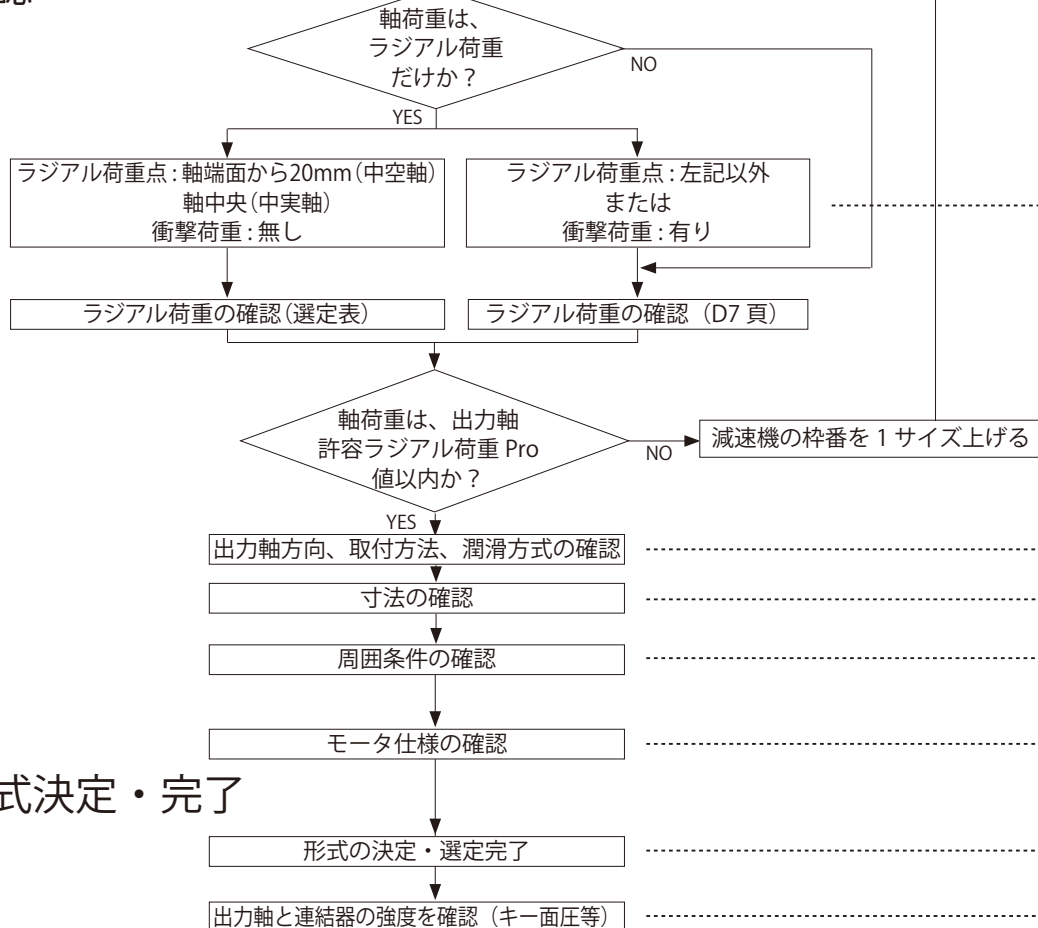 軸荷重は、
ラジアル荷重
だけか？
NO
YES
ラジアル荷重点：軸端面から20mm（中空軸）
軸中央（中実軸）
衝撃荷重：無し
ラジアル荷重点：左記以外
または
衝撃荷重：有り
ラジアル荷重の確認（選定表）
ラジアル荷重の確認（D7 頁）
軸荷重は、出力軸
許容ラジアル荷重 Pro
値以内か？
NO
減速機の枠番を 1 サイズ上げる
YES
出力軸方向、取付方法、潤滑方式の確認
寸法の確認
周囲条件の確認
モータ仕様の確認
式決定・完了
形式の決定・選定完了
出力軸と連結器の強度を確認（キー面圧等）